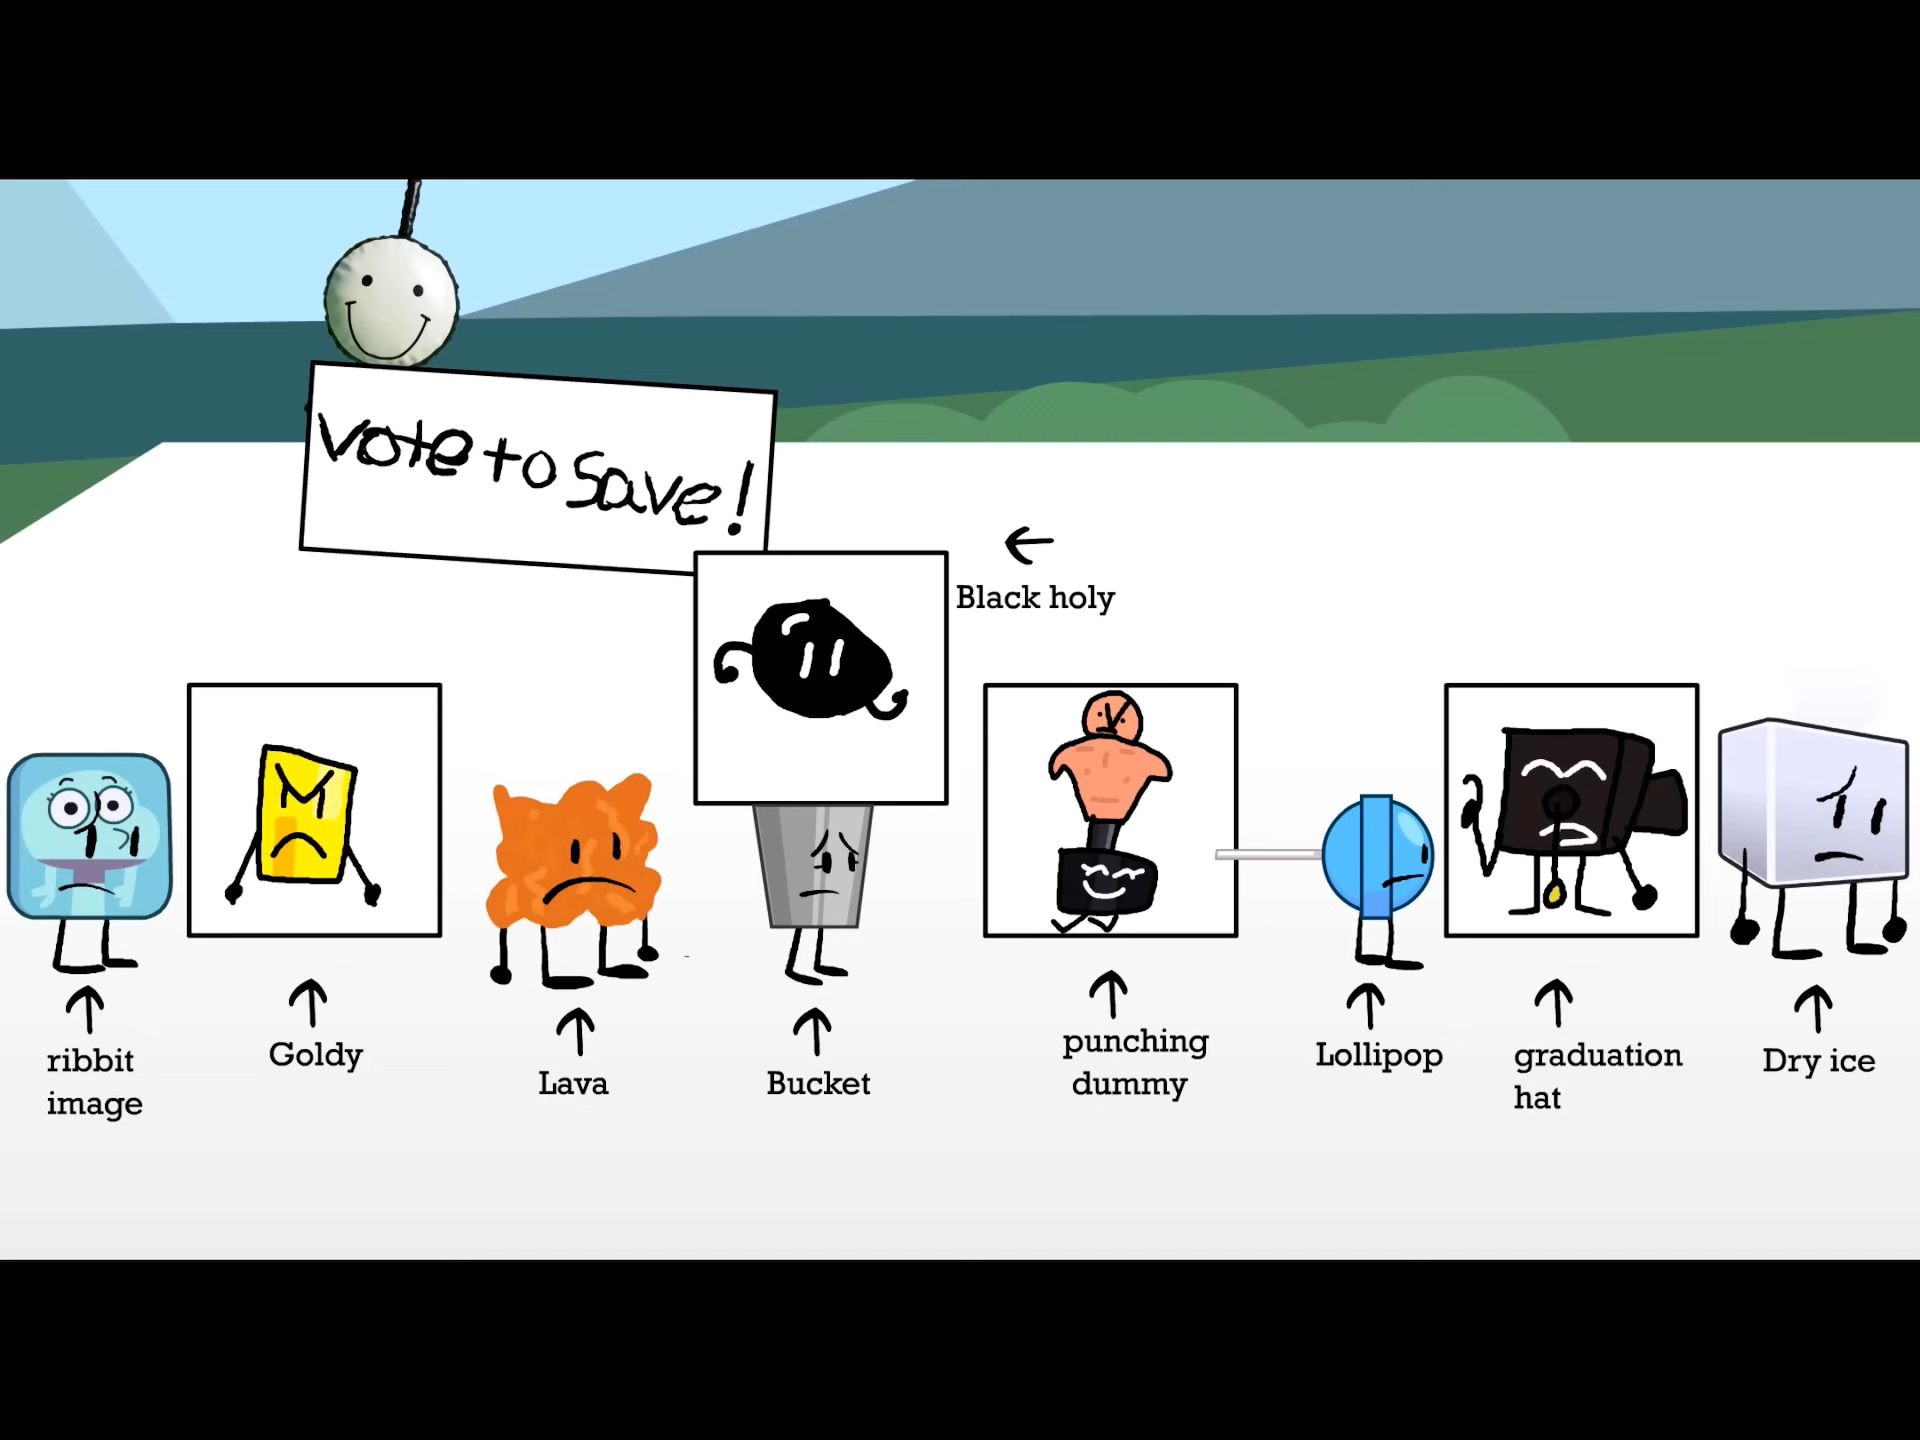 Vote to Save!
Black holy
ribbit
image
Goldy
Lava
Bucket
punching
dummy
Lollipop
graduation
hat
Dry ice